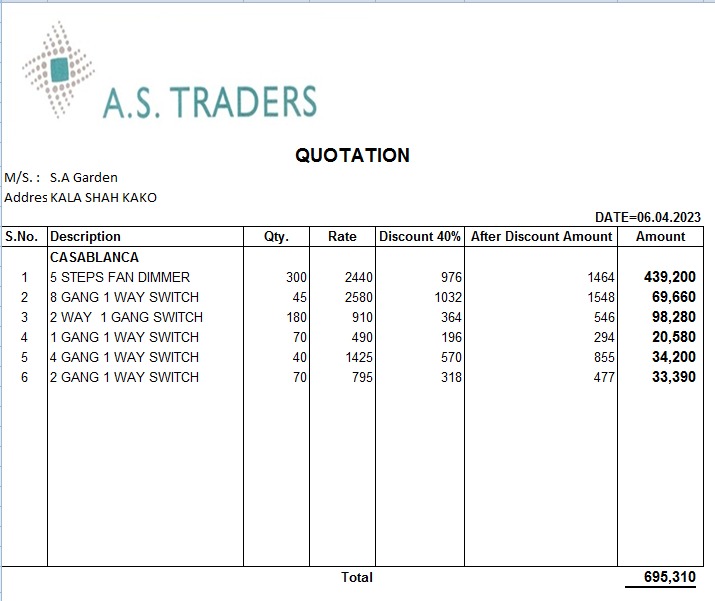 A.S. TRADERS
QUOTATION
M/S. : S.A Garden
Addres KALA SHAH KAKO
DATE=06.04.2023
S.No. Description Qty. Rate Discount 40% After Discount Amount Amount
CASABLANCA
1 5 STEPS FAN DIMMER 300 2440 976 1464 439,200
2 8 GANG 1 WAY SWITCH 45 2580 1032 1548 69,660
3 2 WAY  1 GANG SWITCH 180 910 364 546 98,280
4 1 GANG 1 WAY SWITCH 70 490 196 294 20,580
5 4 GANG 1 WAY SWITCH 40 1425 570 855 34,200
6 2 GANG 1 WAY SWITCH 70 795 318 477 33,390
Total 695,310